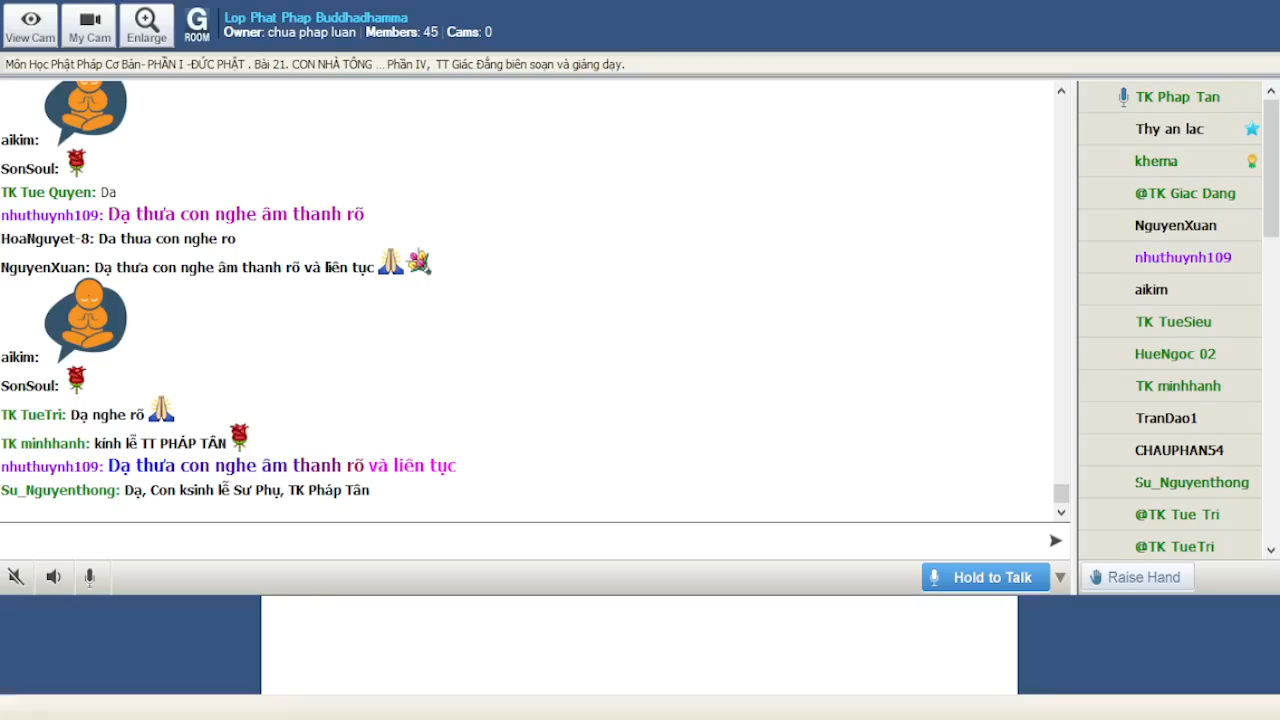 View Cam
My Cam
Enlarge
G
ROOM
Lop Phat Phap Buddhadhamma
Owner: chua phap luan | Members: 45 | Cams: 0
Môn Học Phật Pháp Cơ Bản- PHẦN I -ĐỨC PHẬT . Bài 21. CON NHÀ TÔNG ... Phần IV, TT Giác Đẳng biên soạn và giảng dạy.
aikim:
SonSoul:
TK Tue Quyen: Da
nhuthuynh109: Dạ thưa con nghe âm thanh rõ
HoaNguyet-8: Da thua con nghe ro
NguyenXuan: Dạ thưa con nghe âm thanh rõ và liên tục
aikim:
SonSoul:
TK TueTri: Dạ nghe rõ
TK minhhanh: kính lễ TT PHÁP TÂN
nhuthuynh109: Dạ thưa con nghe âm thanh rõ và liên tục
Su_Nguyenthong: Dạ, Con ksinh lễ Sư Phụ, TK Pháp Tân
Hold to Talk
TK Phap Tan
Thy an lac
khema
@TK Giac Dang
NguyenXuan
nhuthuynh109
aikim
TK TueSieu
HueNgoc 02
TK minhhanh
TranDao1
CHAUPHAN54
Su_Nguyenthong
@TK Tue Tri
@TK TueTri
Raise Hand